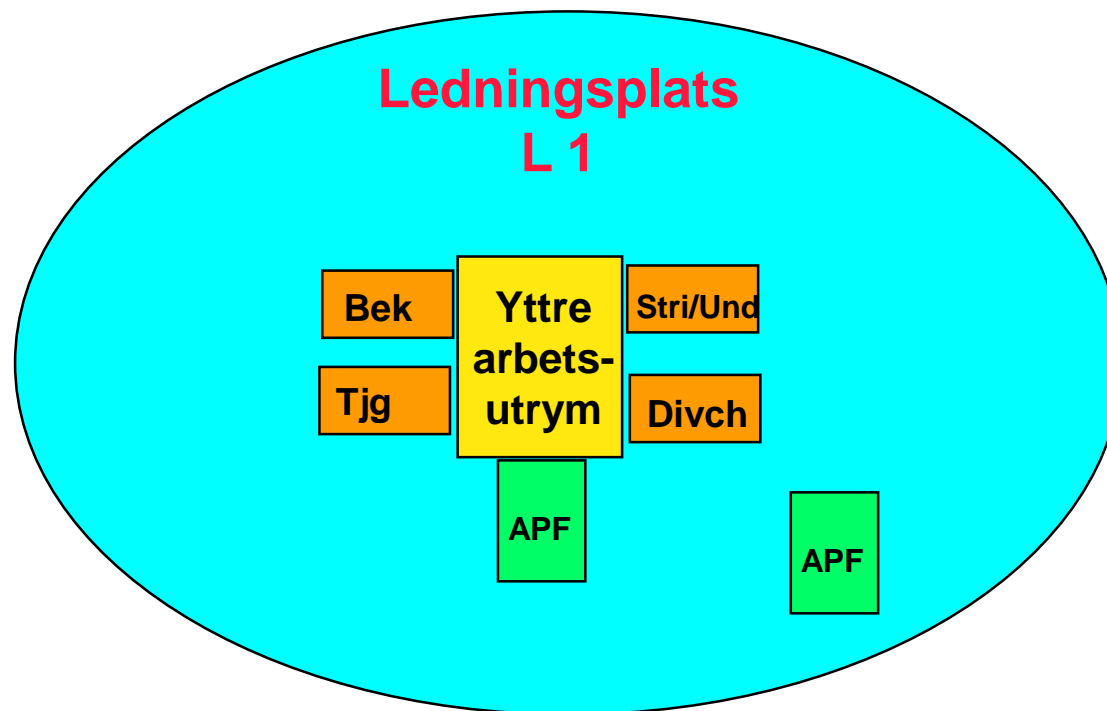 Ledningsplats
L 1
Bek
Yttre
arbets-
utrym
Stri/Und
Tjg
Divch
APF
APF